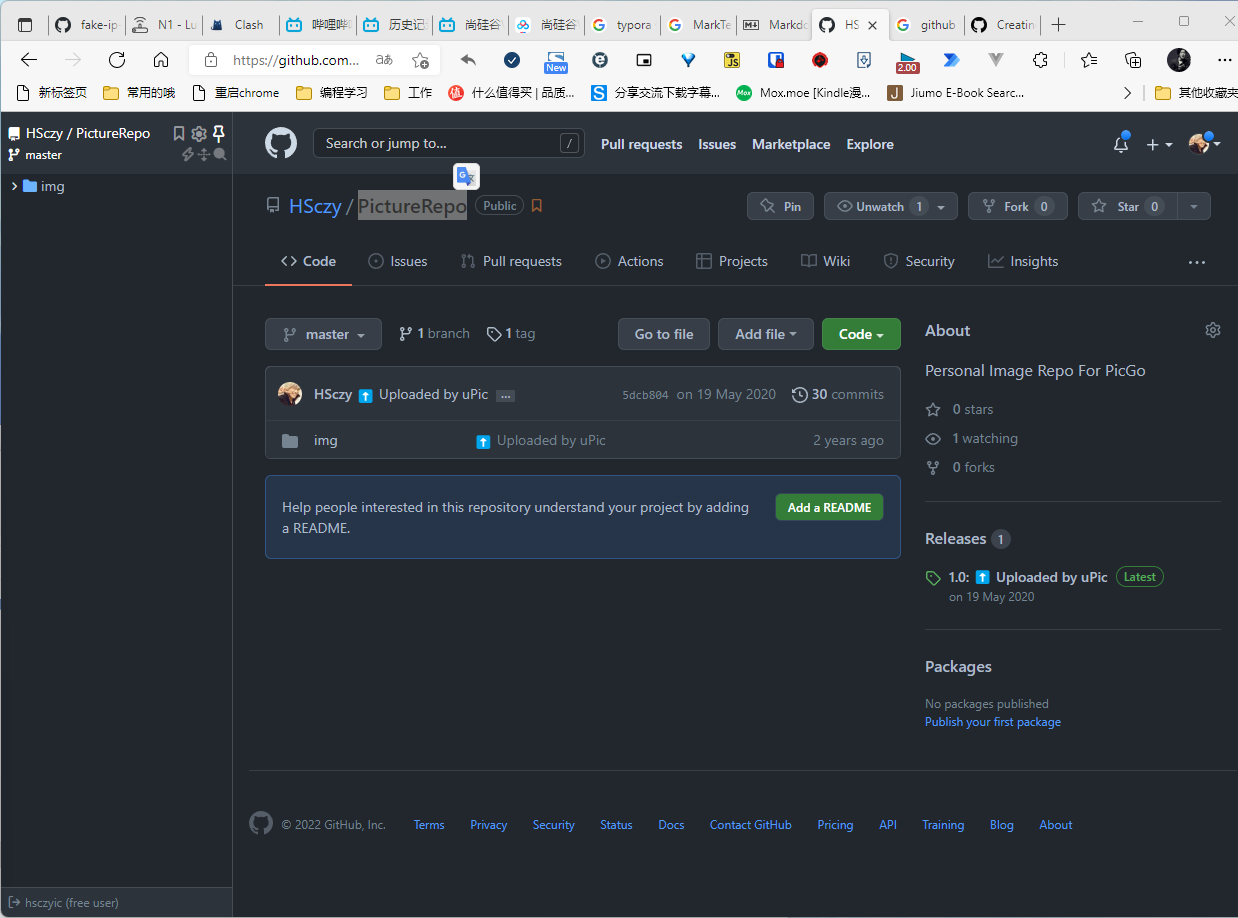 fake-ip
N1 - Lu
Clash
哔哩哔
历史记
尚硅谷
尚硅谷
typora
MarkTe
Markdo
HS
github
Creatin
https://github.com...
あa
New
JS
2.00
新标签页
常用的哦
重启chrome
编程学习
工作
什么值得买 | 品质...
分享交流下载字幕...
Mox.moe [Kindle漫...
Jiumo E-Book Searc...
其他收藏夹
HSczy / PictureRepo
master
img
Search or jump to...
/
Pull requests
Issues
Marketplace
Explore
HSczy / PictureRepo
Public
Pin
Unwatch 1
Fork 0
Star 0
Code
Issues
Pull requests
Actions
Projects
Wiki
Security
Insights
master
1 branch
1 tag
Go to file
Add file
Code
HSczy
Uploaded by uPic
...
5dcb804 on 19 May 2020
30 commits
img
Uploaded by uPic
2 years ago
Help people interested in this repository understand your project by adding
a README.
Add a README
About
Personal Image Repo For PicGo
0 stars
1 watching
0 forks
Releases 1
1.0: Uploaded by uPic Latest
on 19 May 2020
Packages
No packages published
Publish your first package
© 2022 GitHub, Inc.
Terms
Privacy
Security
Status
Docs
Contact GitHub
Pricing
API
Training
Blog
About
hsczyic (free user)